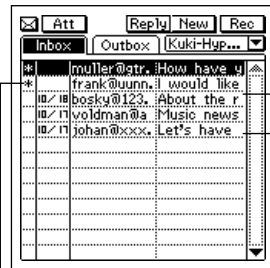 Att Reply New Rec
Inbox Outbox Kuki-Hyp...
* muller@gtr. How have y
* frank@uunn. I would like
10/18 bosky@123. About the r
10/17 voldman@a Music news
10/17 johan@xxx. Let's have